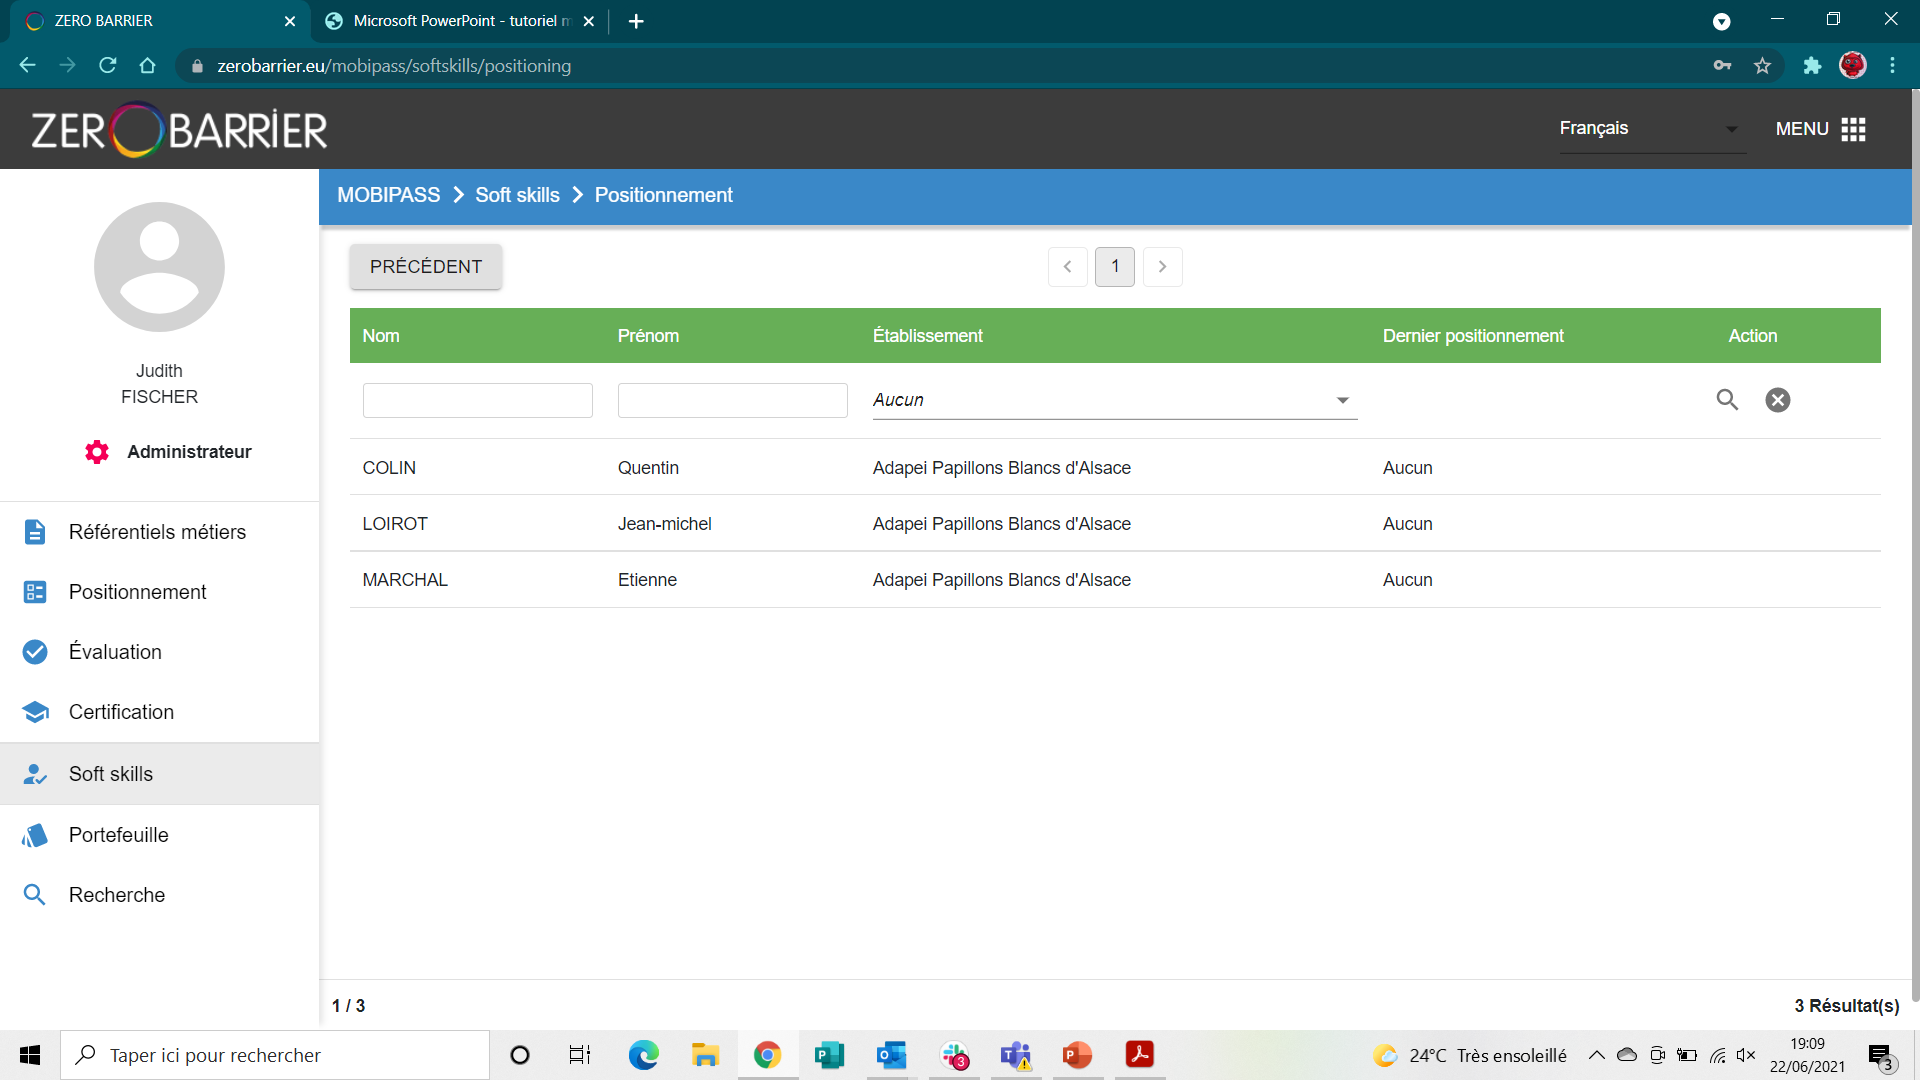 ZERO BARRIER
Microsoft PowerPoint - tutoriel m
zerobarrier.eu/mobipass/softskills/positioning
ZEROBARRIER
Français
MENU
Judith
FISCHER
Administrateur
Référentiels métiers
Positionnement
Évaluation
Certification
Soft skills
Portefeuille
Recherche
MOBIPASS > Soft skills > Positionnement
PRÉCÉDENT
< 1 >
Nom Prénom Établissement Dernier positionnement Action
Aucun
COLIN Quentin Adapei Papillons Blancs d'Alsace Aucun
LOIROT Jean-michel Adapei Papillons Blancs d'Alsace Aucun
MARCHAL Etienne Adapei Papillons Blancs d'Alsace Aucun
1 / 3
3 Résultat(s)
Taper ici pour rechercher
3
24°C Très ensoleillé
19:09
22/06/2021
3